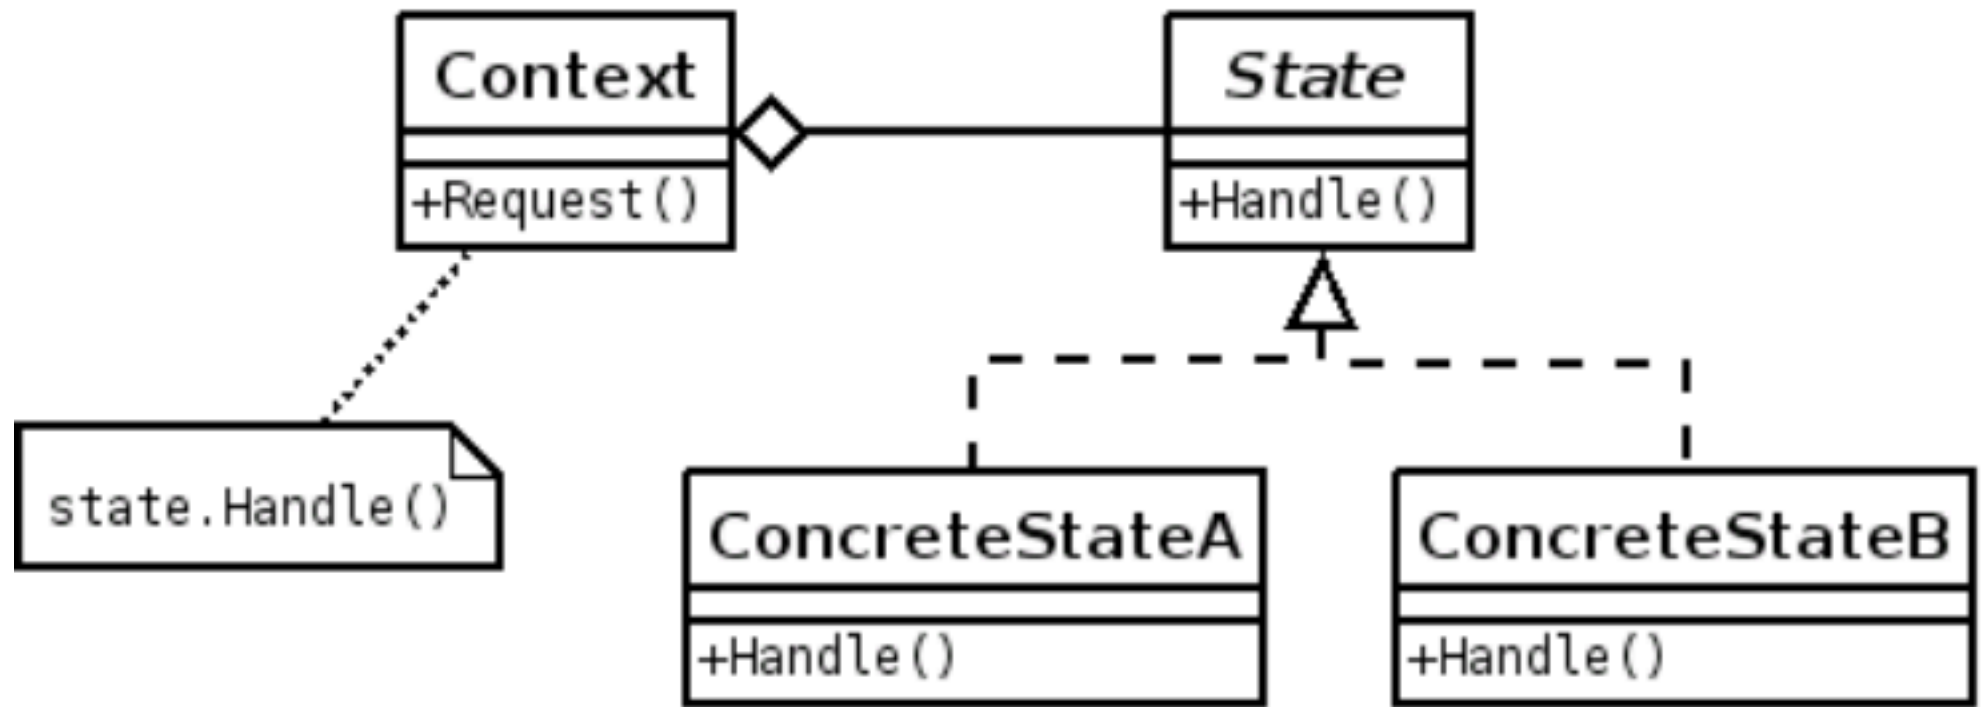 Context
+Request()
State
+Handle()
state.Handle()
ConcreteStateA
+Handle()
ConcreteStateB
+Handle()